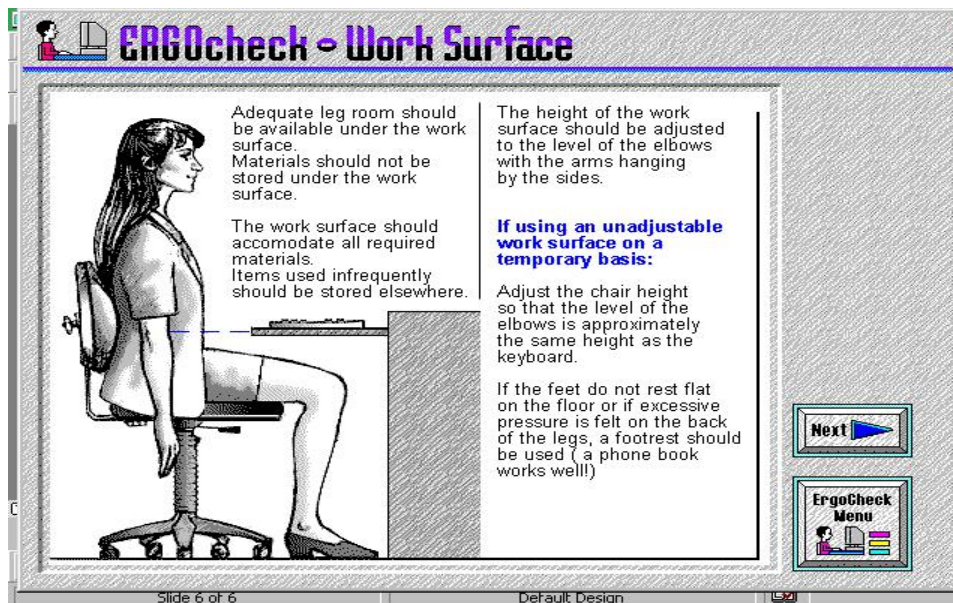 ERGOcheck - Work Surface
Adequate leg room should
be available under the work
surface.
Materials should not be
stored under the work
surface.
The work surface should
accomodate all required
materials.
Items used infrequently
should be stored elsewhere.
The height of the work
surface should be adjusted
to the level of the elbows
with the arms hanging
by the sides.
If using an unadjustable
work surface on a
temporary basis:
Adjust the chair height
so that the level of the
elbows is approximately
the same height as the
keyboard.
If the feet do not rest flat
on the floor or if excessive
pressure is felt on the back
of the legs, a footrest should
be used ( a phone book
works well!)
Next
ErgoCheck
Menu
Slide 6 of 6
Default Design